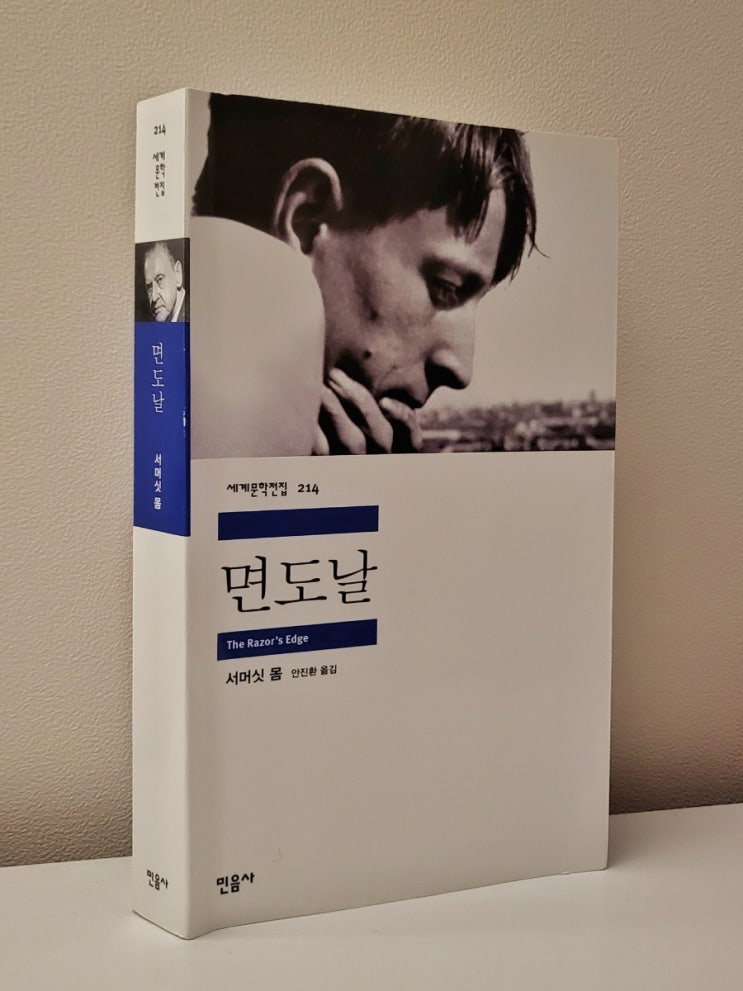 214
세계
문학
전집
면도날
서머싯 몸
민음사
세계문학전집 214
면도날
The Razor's Edge
서머싯 몸 안진환 옮김
민음사